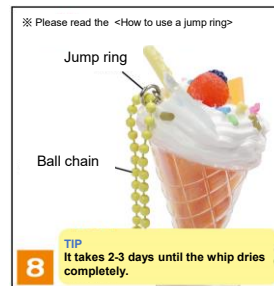 ※ Please read the <How to use a jump ring>
Jump ring
Ball chain
TIP
It takes 2-3 days until the whip dries
completely.
8